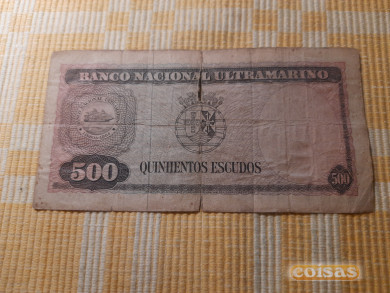 BANCO NACIONAL ULTRAMARINO
500
QUINHENTOS ESCUDOS
500
coisas